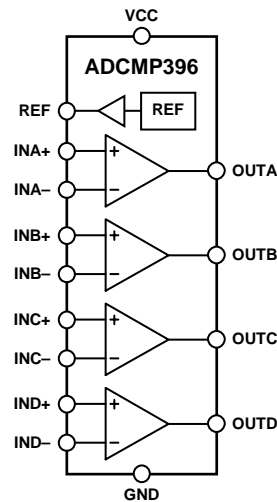 VCC
ADCMP396
REF
REF
INA+
+
OUTA
INA–
–
INB+
+
OUTB
INB–
–
INC+
+
OUTC
INC–
–
IND+
+
OUTD
IND–
–
GND